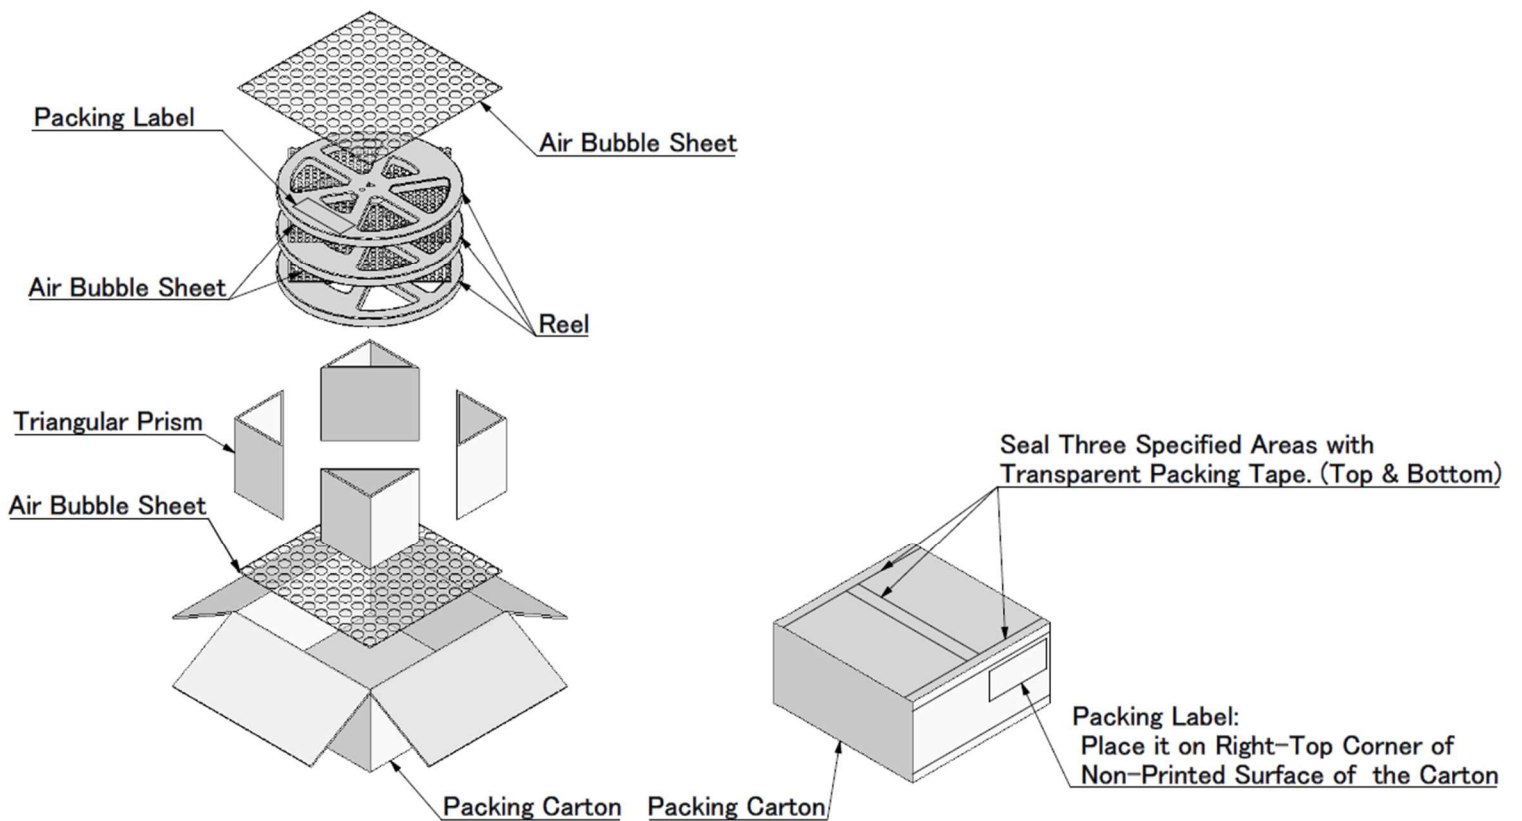 Packing Label
Air Bubble Sheet
Air Bubble Sheet
Reel
Triangular Prism
Air Bubble Sheet
Packing Carton
Seal Three Specified Areas with
Transparent Packing Tape. (Top & Bottom)
Packing Label:
Place it on Right-Top Corner of
Non-Printed Surface of the Carton
Packing Carton